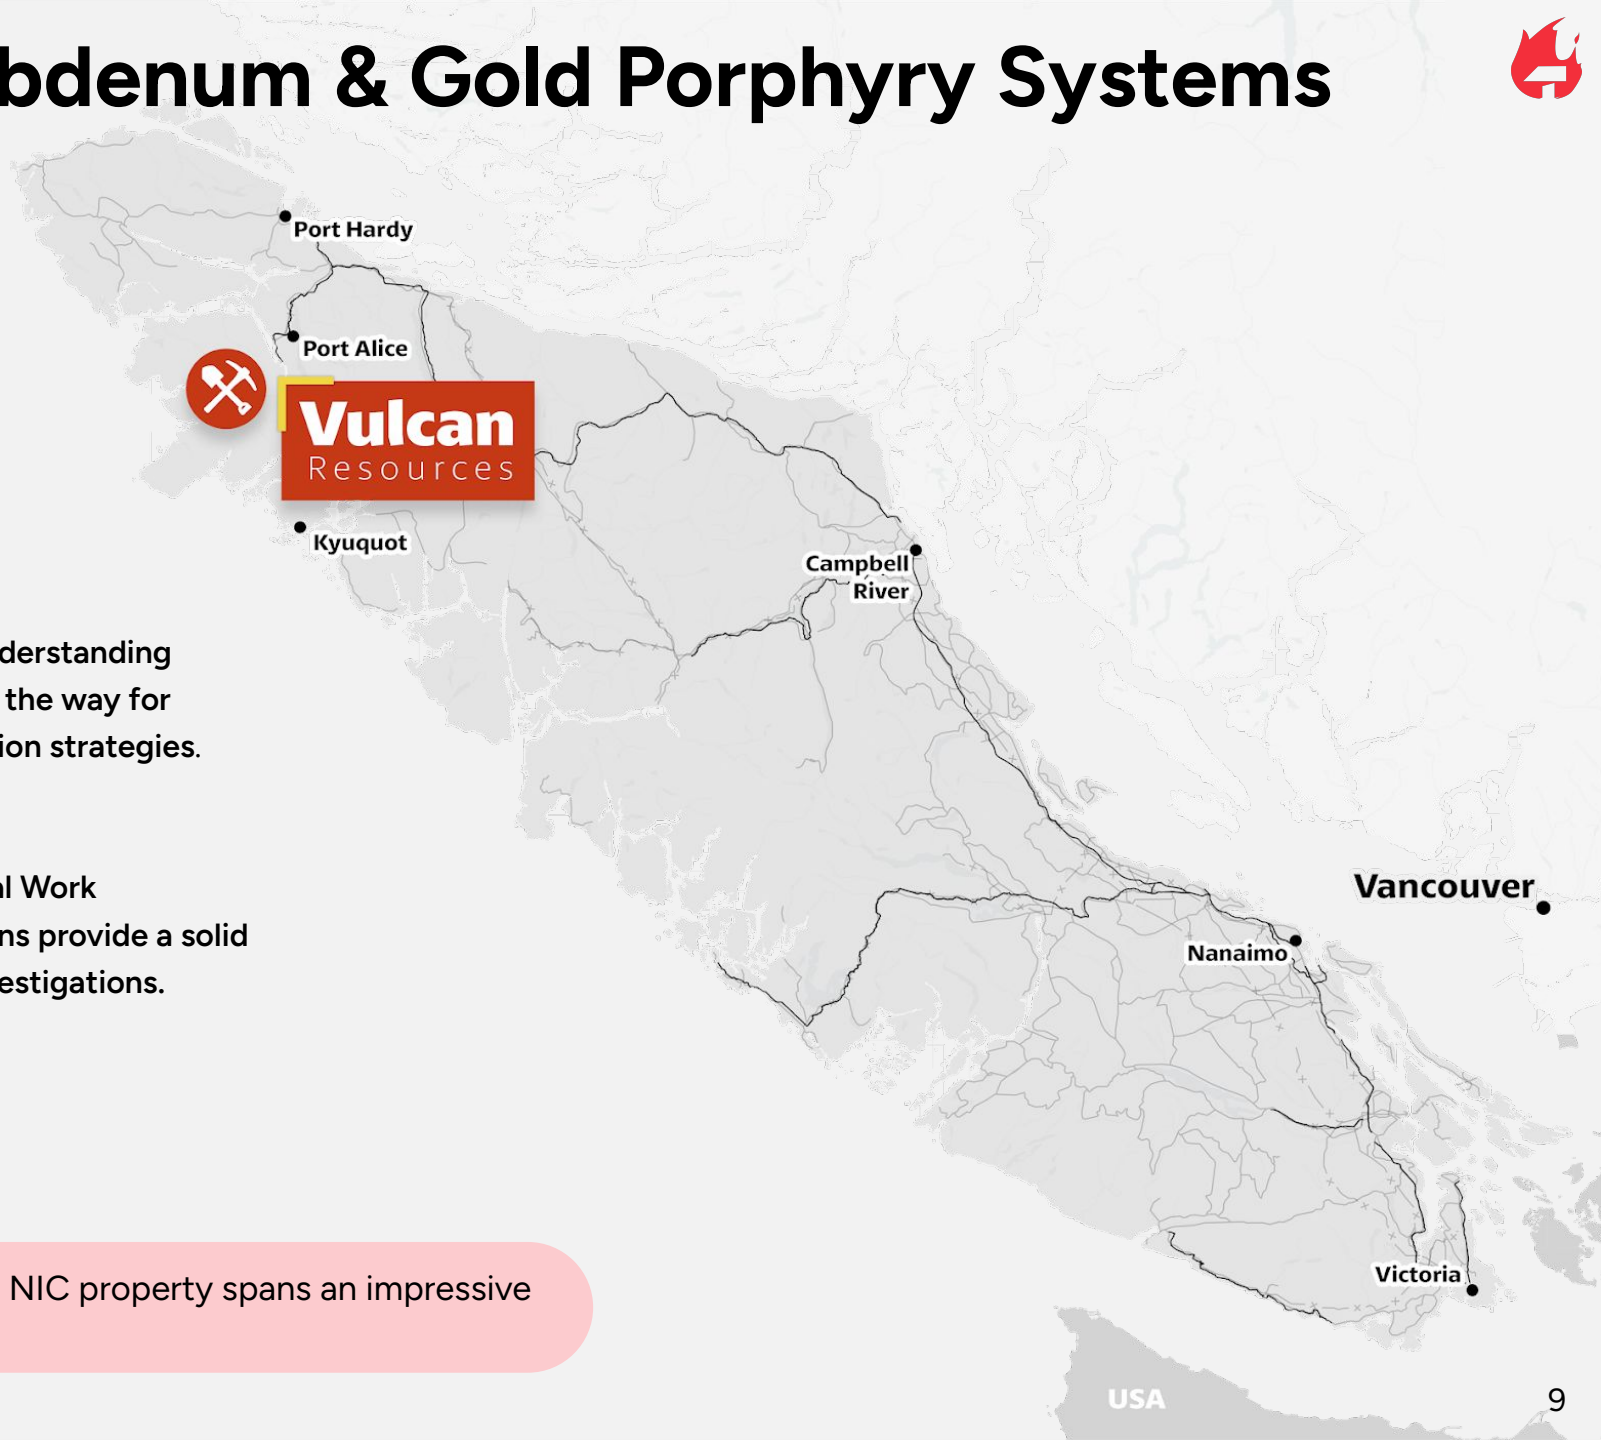 bdenum & Gold Porphyry Systems
Port Hardy
Port Alice
Vulcan
Resources
Kyuquot
Campbell
River
derstanding
the way for
ion strategies.
al Work
ns provide a solid
estigations.
Vancouver
Nanaimo
NIC property spans an impressive
Victoria
USA
9